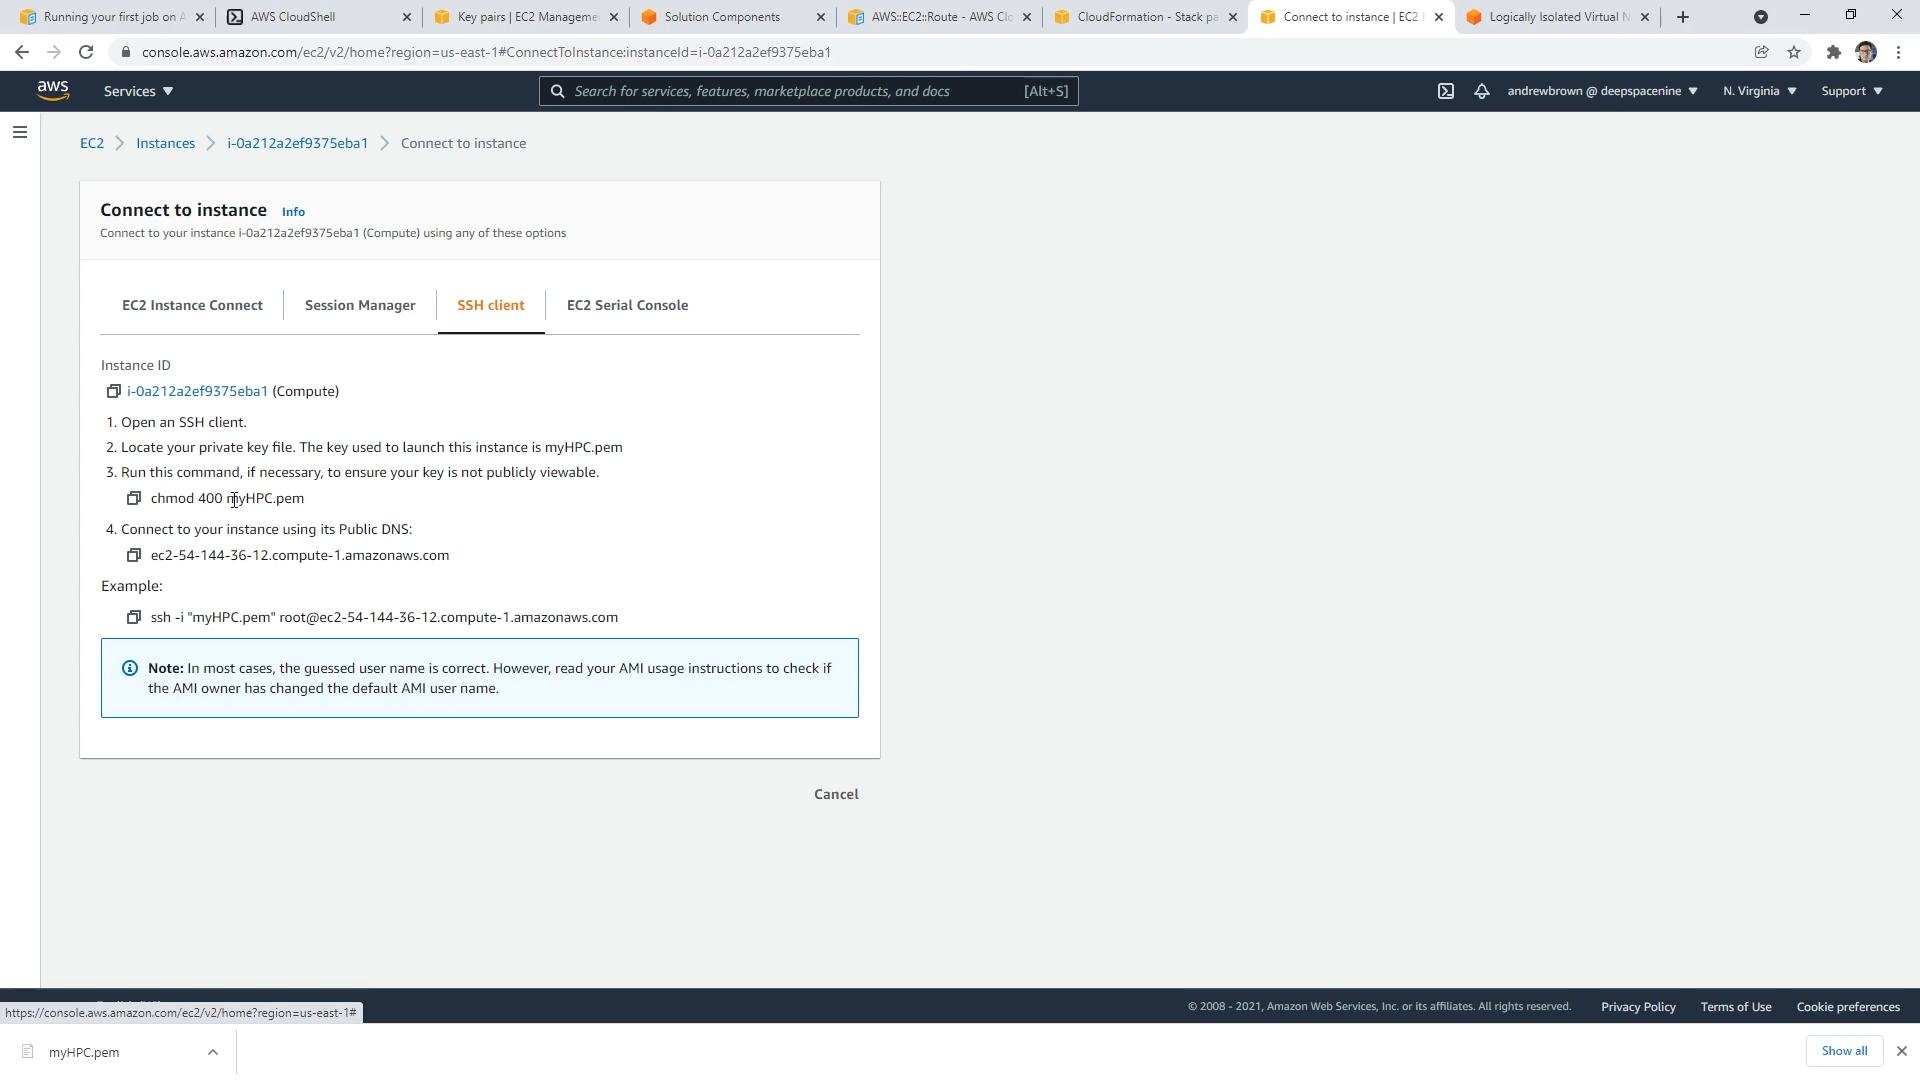 Running your first job on A
AWS CloudShell
Key pairs | EC2 Manageme
Solution Components
AWS::EC2::Route - AWS Clo
CloudFormation - Stack pa
Connect to instance | EC2
Logically Isolated Virtual N
console.aws.amazon.com/ec2/v2/home?region=us-east-1#ConnectToInstance:instanceId=i-0a212a2ef9375eba1
aws
Services
Search for services, features, marketplace products, and docs
[Alt+S]
andrewbrown @ deepspacenine
N. Virginia
Support
EC2
Instances
i-0a212a2ef9375eba1
Connect to instance
Connect to instance Info
Connect to your instance i-0a212a2ef9375eba1 (Compute) using any of these options
EC2 Instance Connect
Session Manager
SSH client
EC2 Serial Console
Instance ID
i-0a212a2ef9375eba1 (Compute)
1. Open an SSH client.
2. Locate your private key file. The key used to launch this instance is myHPC.pem
3. Run this command, if necessary, to ensure your key is not publicly viewable.
chmod 400 myHPC.pem
4. Connect to your instance using its Public DNS:
ec2-54-144-36-12.compute-1.amazonaws.com
Example:
ssh -i "myHPC.pem" root@ec2-54-144-36-12.compute-1.amazonaws.com
Note: In most cases, the guessed user name is correct. However, read your AMI usage instructions to check if
the AMI owner has changed the default AMI user name.
Cancel
© 2008 - 2021, Amazon Web Services, Inc. or its affiliates. All rights reserved.
Privacy Policy
Terms of Use
Cookie preferences
https://console.aws.amazon.com/ec2/v2/home?region=us-east-1#
myHPC.pem
Show all